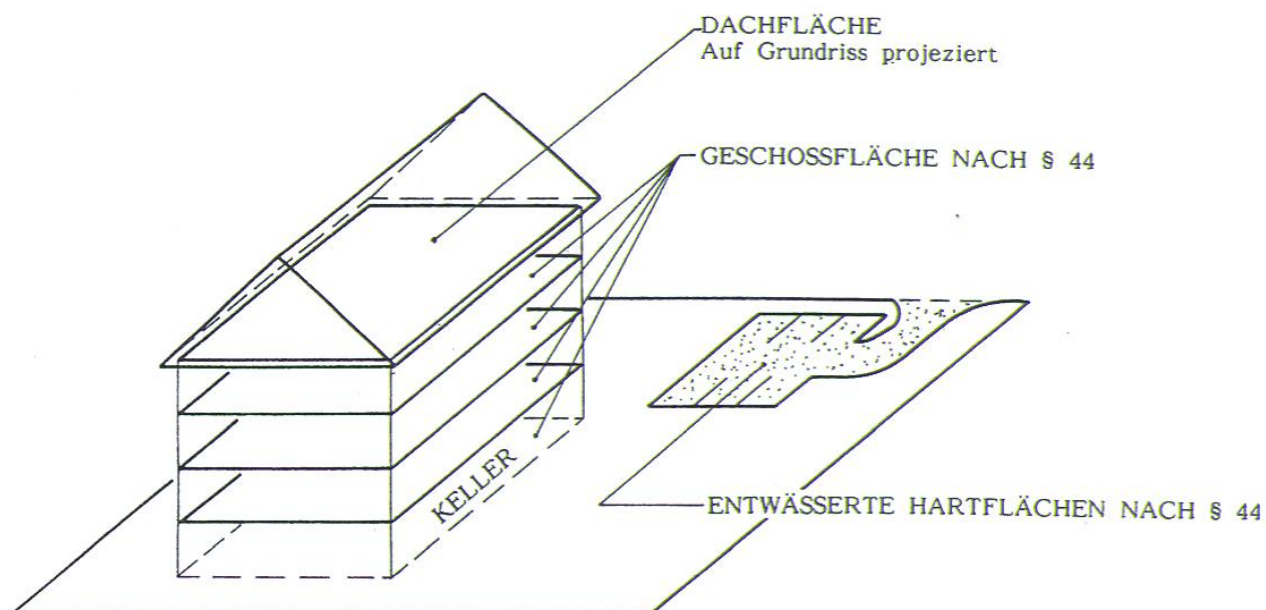 DACHFLÄCHE
Auf Grundriss projeziert
GESCHOSSFLÄCHE NACH § 44
KELLER
ENTWÄSSERTE HARTFLÄCHEN NACH § 44